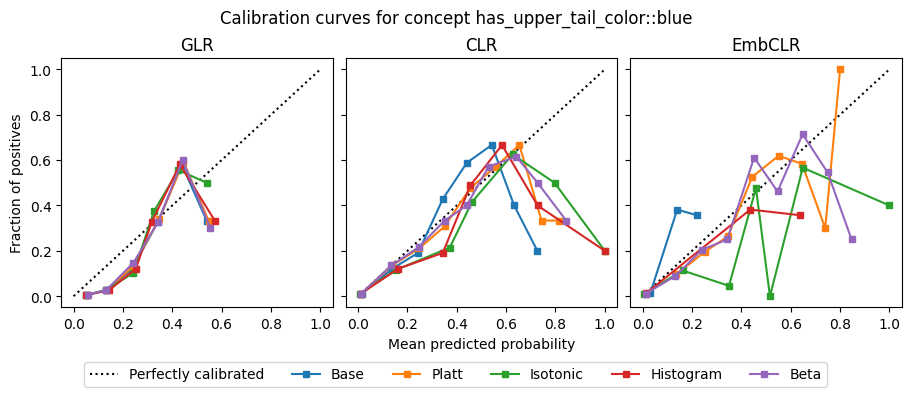 Calibration curves for concept has_upper_tail_color::blue
GLR
CLR
EmbCLR
Fraction of positives
1.0
0.8
0.6
0.4
0.2
0.0
0.0 0.2 0.4 0.6 0.8 1.0
0.0 0.2 0.4 0.6 0.8 1.0
0.0 0.2 0.4 0.6 0.8 1.0
Mean predicted probability
Perfectly calibrated Base Platt Isotonic Histogram Beta